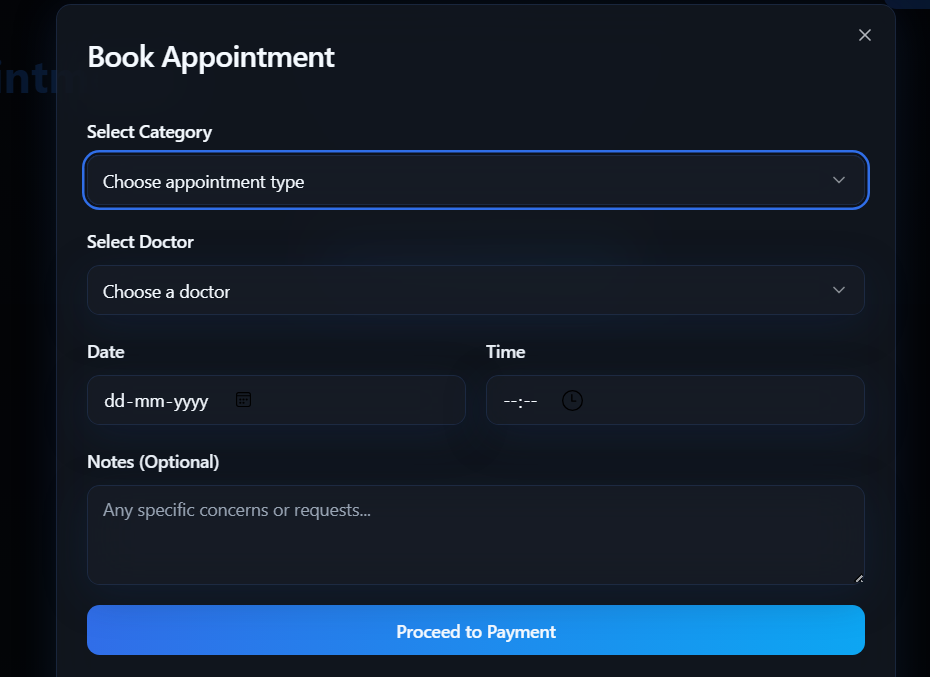 Book Appointment
Select Category
Choose appointment type
Select Doctor
Choose a doctor
Date
Time
dd-mm-yyyy
--:--
Notes (Optional)
Any specific concerns or requests...
Proceed to Payment